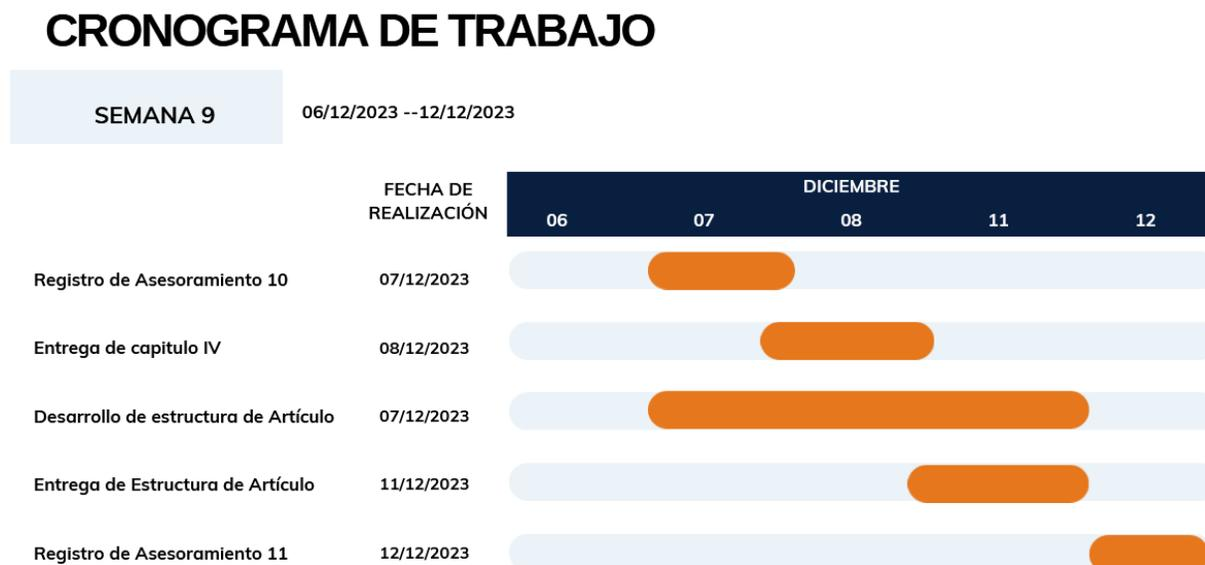 CRONOGRAMA DE TRABAJO
SEMANA 9
06/12/2023 --12/12/2023
FECHA DE
REALIZACIÓN
DICIEMBRE
06 07 08 11 12
Registro de Asesoramiento 10 07/12/2023
Entrega de capitulo IV 08/12/2023
Desarrollo de estructura de Artículo 07/12/2023
Entrega de Estructura de Artículo 11/12/2023
Registro de Asesoramiento 11 12/12/2023